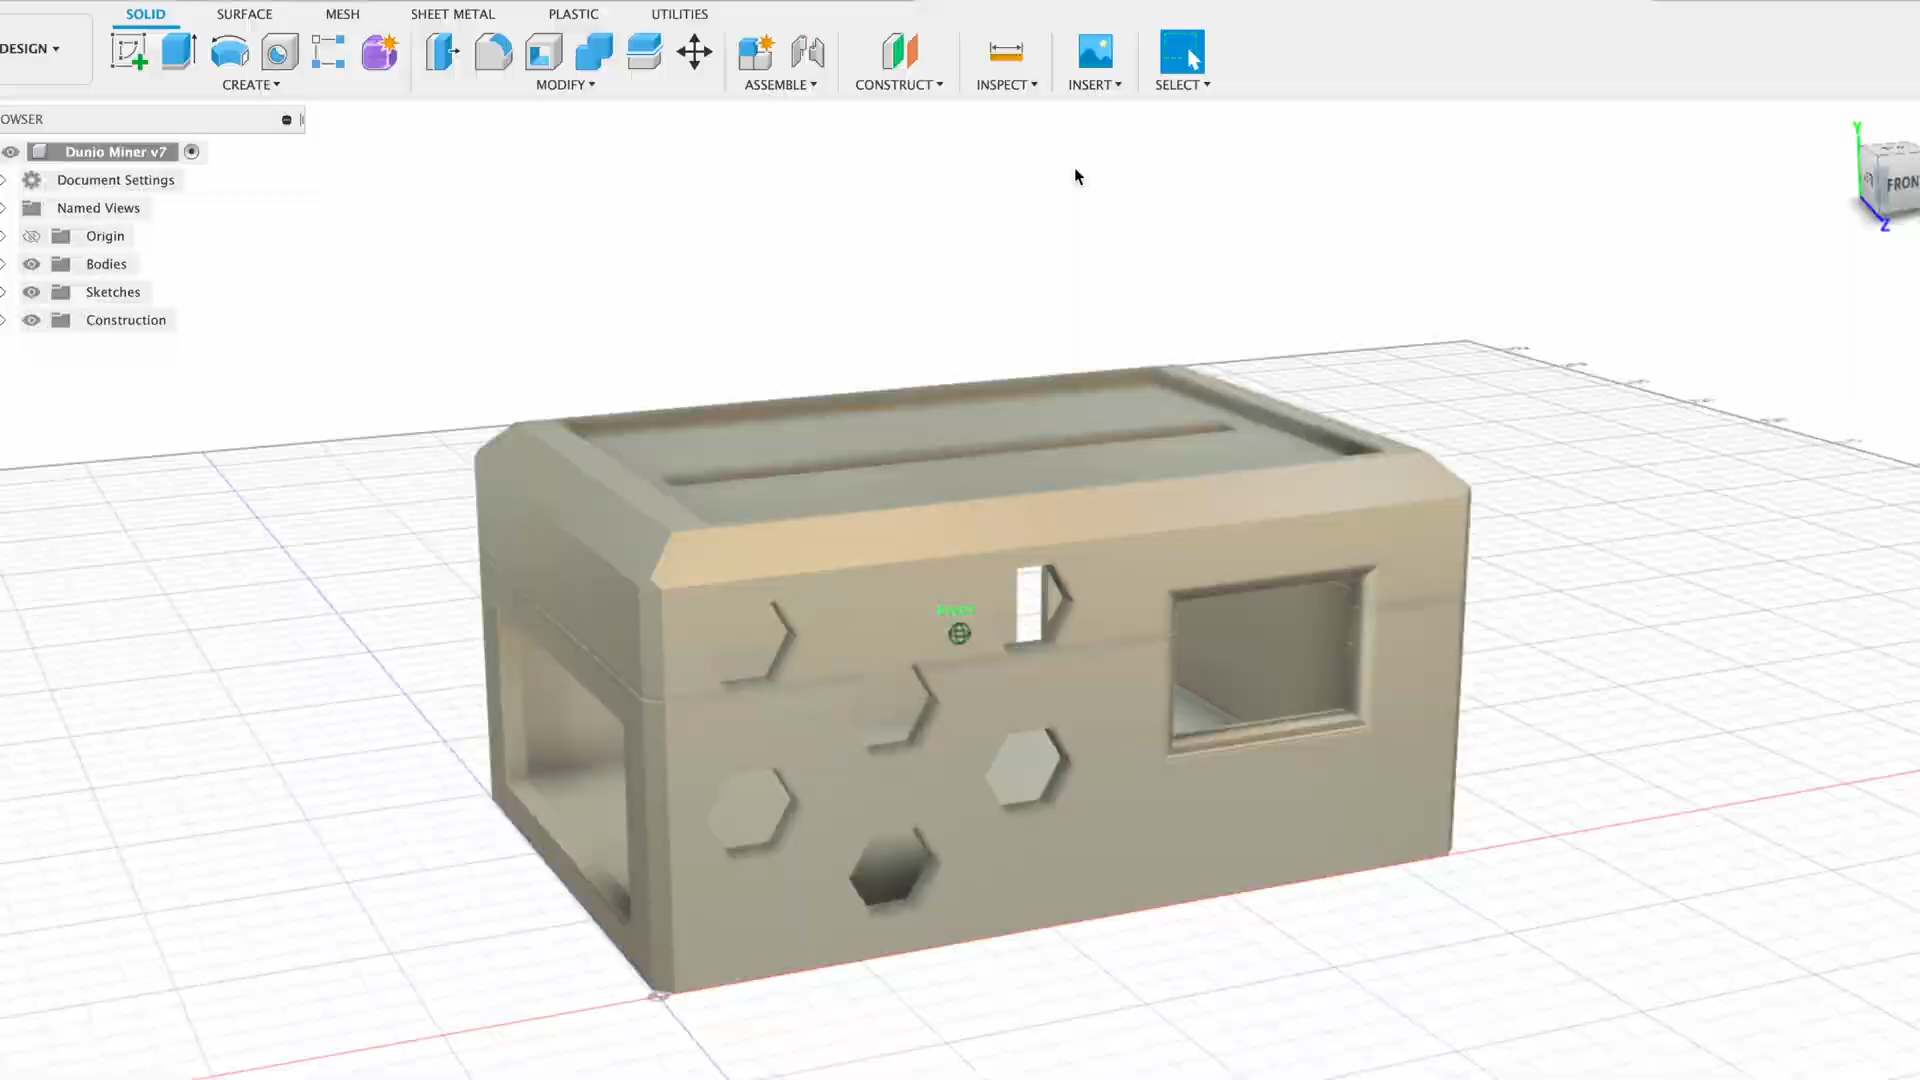 SOLID SURFACE MESH SHEET METAL PLASTIC UTILITIES
DESIGN
CREATE MODIFY ASSEMBLE CONSTRUCT INSPECT INSERT SELECT
OWSER
Dunio Miner v7
Document Settings
Named Views
Origin
Bodies
Sketches
Construction
Y
FRON
Z